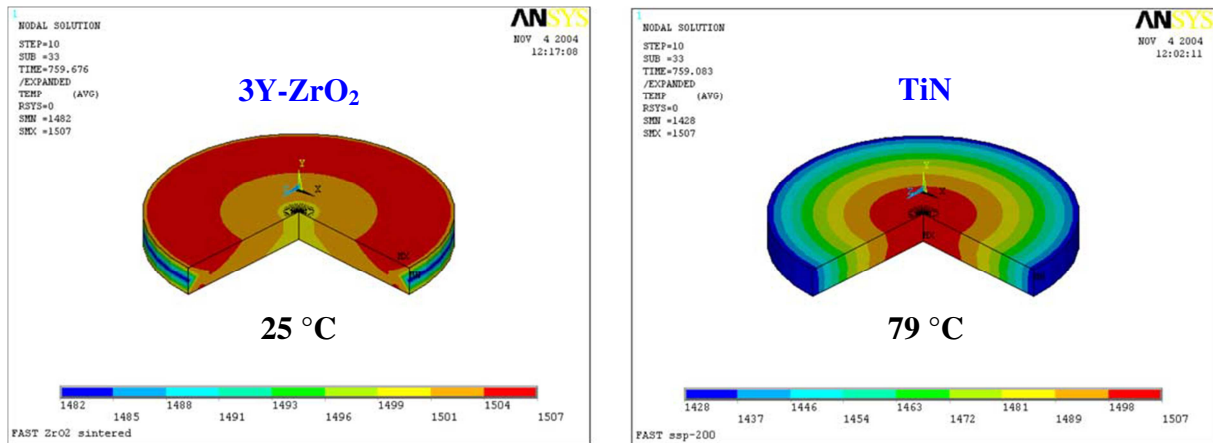 1
NODAL SOLUTION
STEP=10
SUB =33
TIME=759.676
/EXPANDED
TEMP (AVG)
RSYS=0
SMN =1482
SMX =1507
ANSYS
NOV 4 2004
12:17:08
3Y-ZrO2
Y
X
MX
25 °C
1482 1485 1488 1491 1493 1496 1499 1501 1504 1507
FAST ZrO2 sintered
1
NODAL SOLUTION
STEP=10
SUB =33
TIME=759.083
/EXPANDED
TEMP (AVG)
RSYS=0
SMN =1428
SMX =1507
ANSYS
NOV 4 2004
12:02:11
TiN
Y
X
MX
79 °C
1428 1437 1446 1454 1463 1472 1481 1489 1498 1507
FAST ssp-200